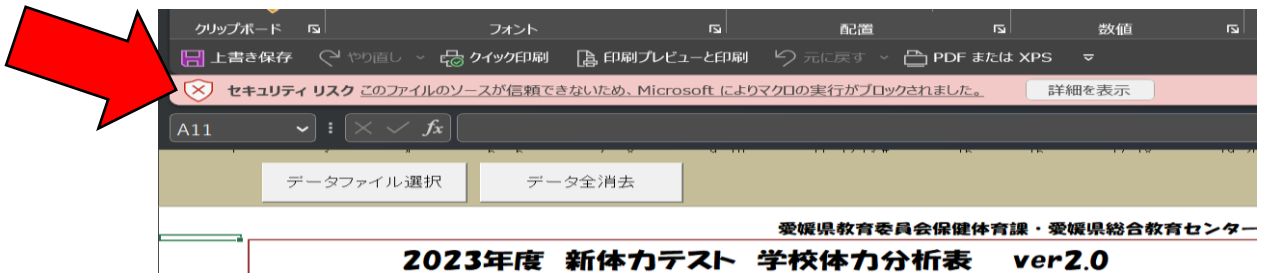 クリップボード フォント 配置 数値
上書き保存 やり直し クイック印刷 印刷プレビューと印刷 元に戻す PDF または XPS
セキュリティ リスク このファイルのソースが信頼できないため、Microsoft によりマクロの実行がブロックされました。 詳細を表示
A11 fx
データファイル選択 データ全消去
愛媛県教育委員会保健体育課・愛媛県総合教育センター
2023年度 新体力テスト 学校体力分析表 ver2.0